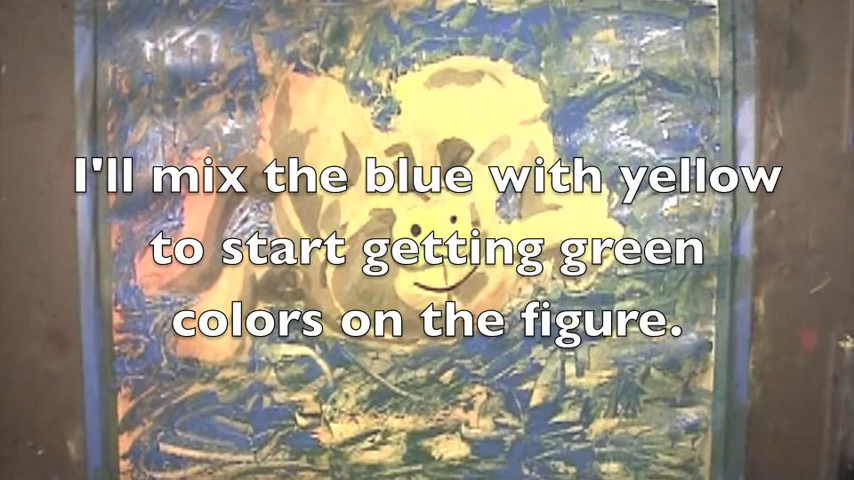 I'll mix the blue with yellow
to start getting green
colors on the figure.